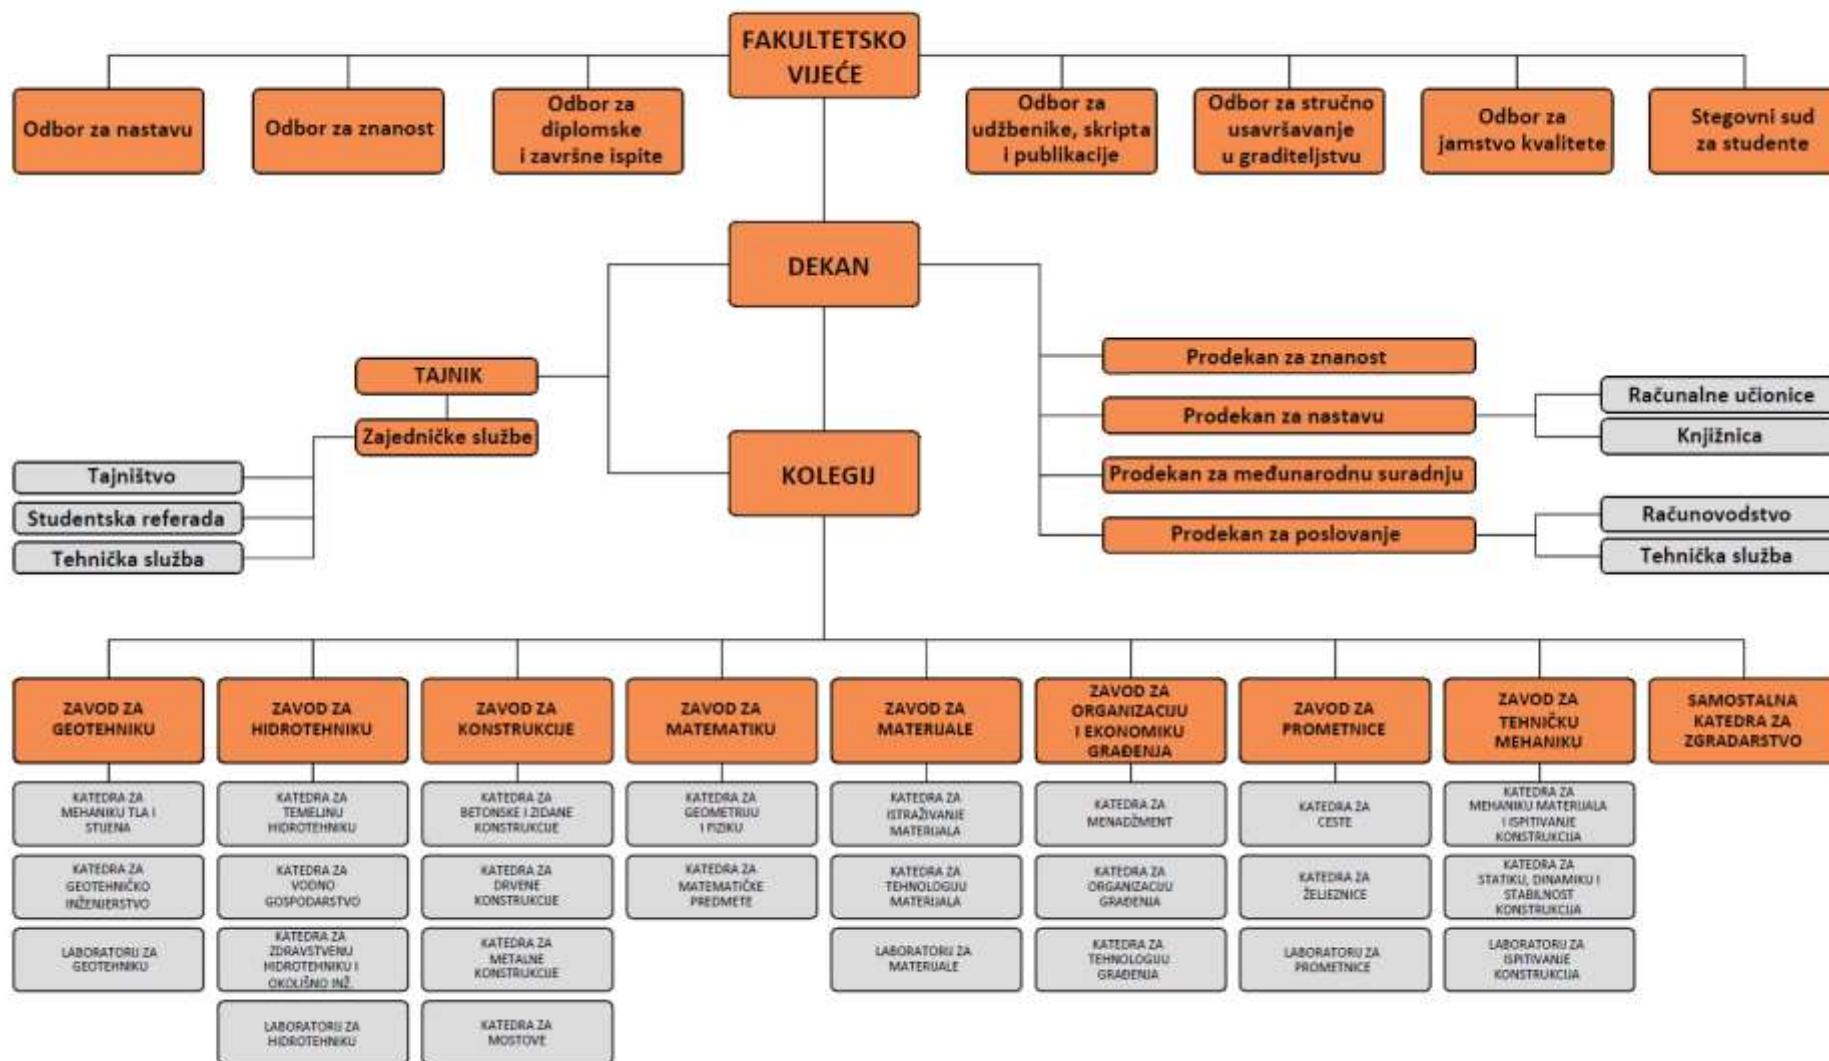 FAKULTETSKO
VIJEĆE
Odbor za nastavu
Odbor za znanost
Odbor za
diplomske
i završne ispite
Odbor za
udžbenike, skripta
i publikacije
Odbor za stručno
usavršavanje
u graditeljstvu
Odbor za
jamstvo kvalitete
Stegovni sud
za studente
DEKAN
TAJNIK
Zajedničke službe
Tajništvo
Studentska referada
Tehnička služba
KOLEGIJ
Prodekan za znanost
Prodekan za nastavu
Prodekan za međunarodnu suradnju
Prodekan za poslovanje
Računalne učionice
Knjižnica
Računovodstvo
Tehnička služba
ZAVOD ZA
GEOTEHNIKU
KATEDRA ZA
MEHANIKU TLA I
STIJENA
KATEDRA ZA
GEOTEHNIČKO
INŽENJERSTVO
LABORATORIJ ZA
GEOTEHNIKU
ZAVOD ZA
HIDROTEHNIKU
KATEDRA ZA
TEMELJNU
HIDROTEHNIKU
KATEDRA ZA
VODNO
GOSPODARSTVO
KATEDRA ZA
ZDRAVSTVENU
HIDROTEHNIKU I
OKOLIŠNO INŽ.
LABORATORIJ ZA
HIDROTEHNIKU
ZAVOD ZA
KONSTRUKCIJE
KATEDRA ZA
BETONSKE I ZIDANE
KONSTRUKCIJE
KATEDRA ZA
DRVENE
KONSTRUKCIJE
KATEDRA ZA
METALNE
KONSTRUKCIJE
KATEDRA ZA
MOSTOVE
ZAVOD ZA
MATEMATIKU
KATEDRA ZA
GEOMETRIJU
I FIZIKU
KATEDRA ZA
MATEMATIČKE
PREDMETE
ZAVOD ZA
MATERIJALE
KATEDRA ZA
ISTRAŽIVANJE
MATERIJALA
KATEDRA ZA
TEHNOLOGIJU
MATERIJALA
LABORATORIJ ZA
MATERIJALE
ZAVOD ZA
ORGANIZACIJU
I EKONOMIKU
GRAĐENJA
KATEDRA ZA
MENADŽMENT
KATEDRA ZA
ORGANIZACIJU
GRAĐENJA
KATEDRA ZA
TEHNOLOGIJU
GRAĐENJA
ZAVOD ZA
PROMETNICE
KATEDRA ZA
CESTE
KATEDRA ZA
ŽELJEZNICE
LABORATORIJ ZA
PROMETNICE
ZAVOD ZA
TEHNIČKU
MEHANIKU
KATEDRA ZA
MEHANIKU MATERIJALA
I ISPITIVANJE
KONSTRUKCIJA
KATEDRA ZA
STATIKU, DINAMIKU I
STABILNOST
KONSTRUKCIJA
LABORATORIJ ZA
ISPITIVANJE
KONSTRUKCIJA
SAMOSTALNA
KATEDRA ZA
ZGRADARSTVO